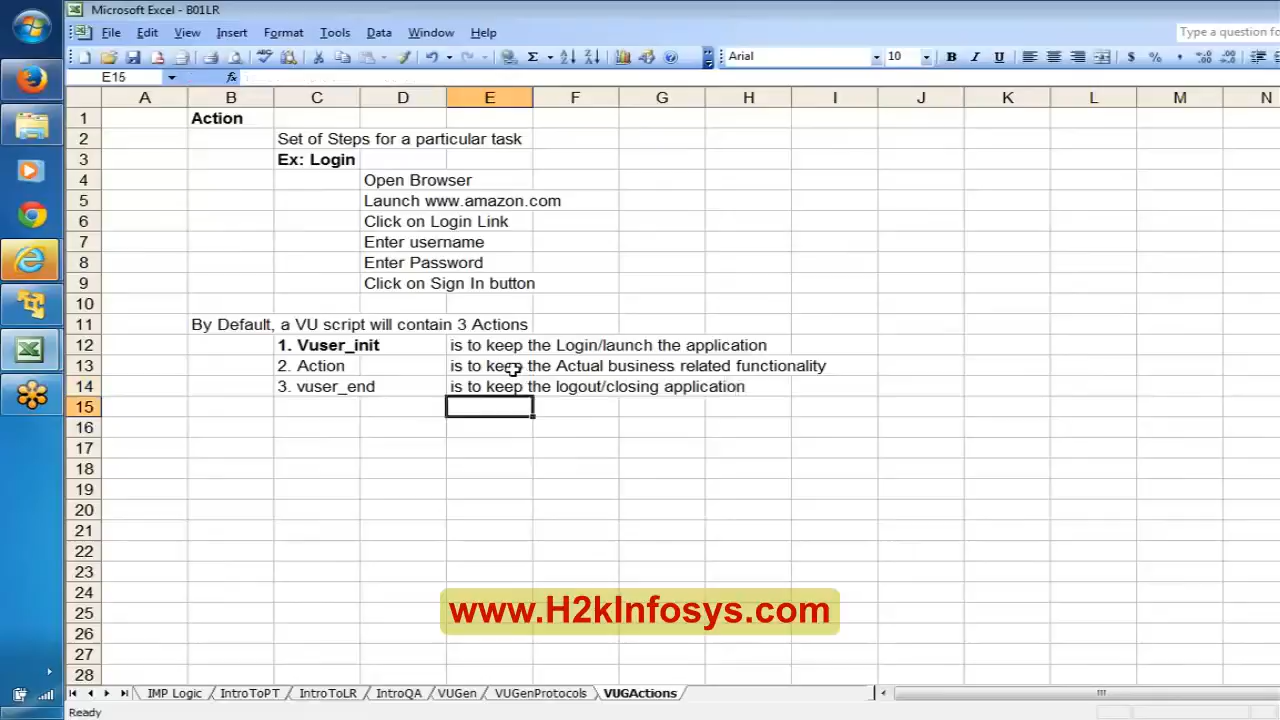 Microsoft Excel - B01LR
File Edit View Insert Format Tools Data Window Help Type a question fo
Arial 10 B I U $ %
E15 fx
A B C D E F G H I J K L M N
1 Action
2 Set of Steps for a particular task
3 Ex: Login
4 Open Browser
5 Launch www.amazon.com
6 Click on Login Link
7 Enter username
8 Enter Password
9 Click on Sign In button
10
11 By Default, a VU script will contain 3 Actions
12 1. Vuser_init is to keep the Login/launch the application
13 2. Action is to keep the Actual business related functionality
14 3. vuser_end is to keep the logout/closing application
15
16
17
18
19
20
21
22
23
24
www.H2kInfosys.com
25
26
27
28
IMP Logic IntroToPT IntroToLR IntroQA VUGen VUGenProtocols VUGActions
Ready